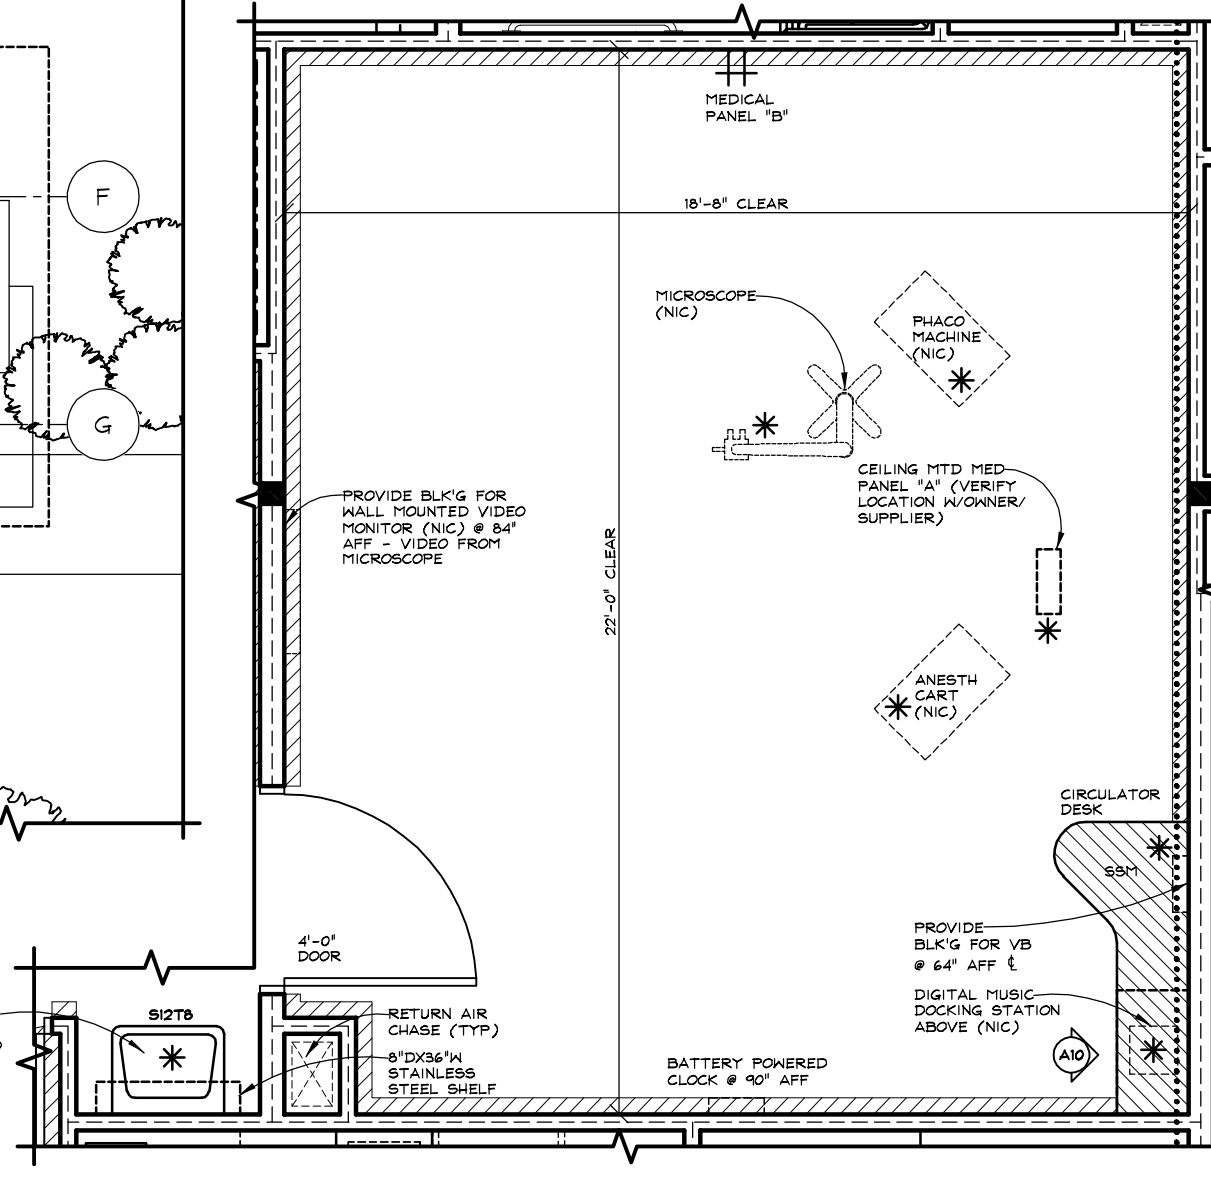 MEDICAL
PANEL "B"
F
18'-8" CLEAR
MICROSCOPE
(NIC)
PHACO
MACHINE
(NIC)
G
CEILING MTD MED
PANEL "A" (VERIFY
LOCATION W/OWNER/
SUPPLIER)
PROVIDE BLK'G FOR
WALL MOUNTED VIDEO
MONITOR (NIC) @ 84"
AFF - VIDEO FROM
MICROSCOPE
22'-0" CLEAR
ANESTH
CART
(NIC)
CIRCULATOR
DESK
SSM
PROVIDE
BLK'G FOR VB
@ 64" AFF ℄
4'-0"
DOOR
DIGITAL MUSIC
DOCKING STATION
ABOVE (NIC)
S12T8
RETURN AIR
CHASE (TYP)
8"DX36"W
STAINLESS
STEEL SHELF
BATTERY POWERED
CLOCK @ 90" AFF
A10